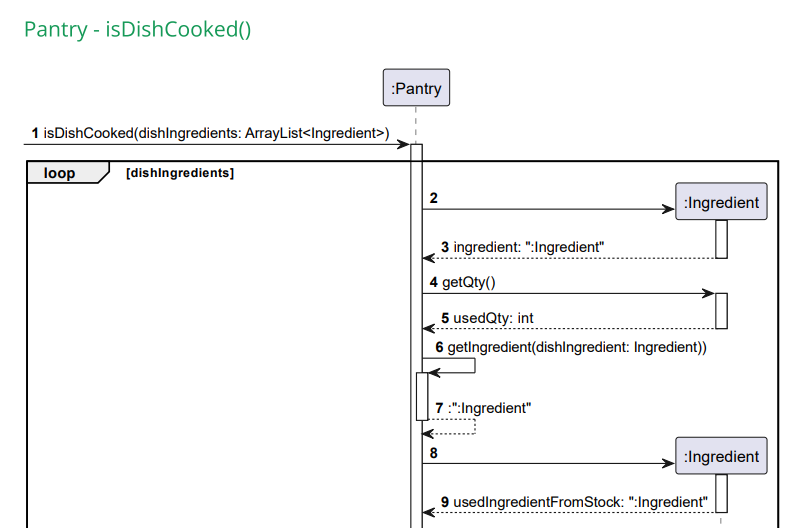 Pantry - isDishCooked()
:Pantry
1 isDishCooked(dishIngredients: ArrayList<Ingredient>)
loop [dishIngredients]
2
:Ingredient
3 ingredient: ":Ingredient"
4 getQty()
5 usedQty: int
6 getIngredient(dishIngredient: Ingredient))
7 :":Ingredient"
8
:Ingredient
9 usedIngredientFromStock: ":Ingredient"